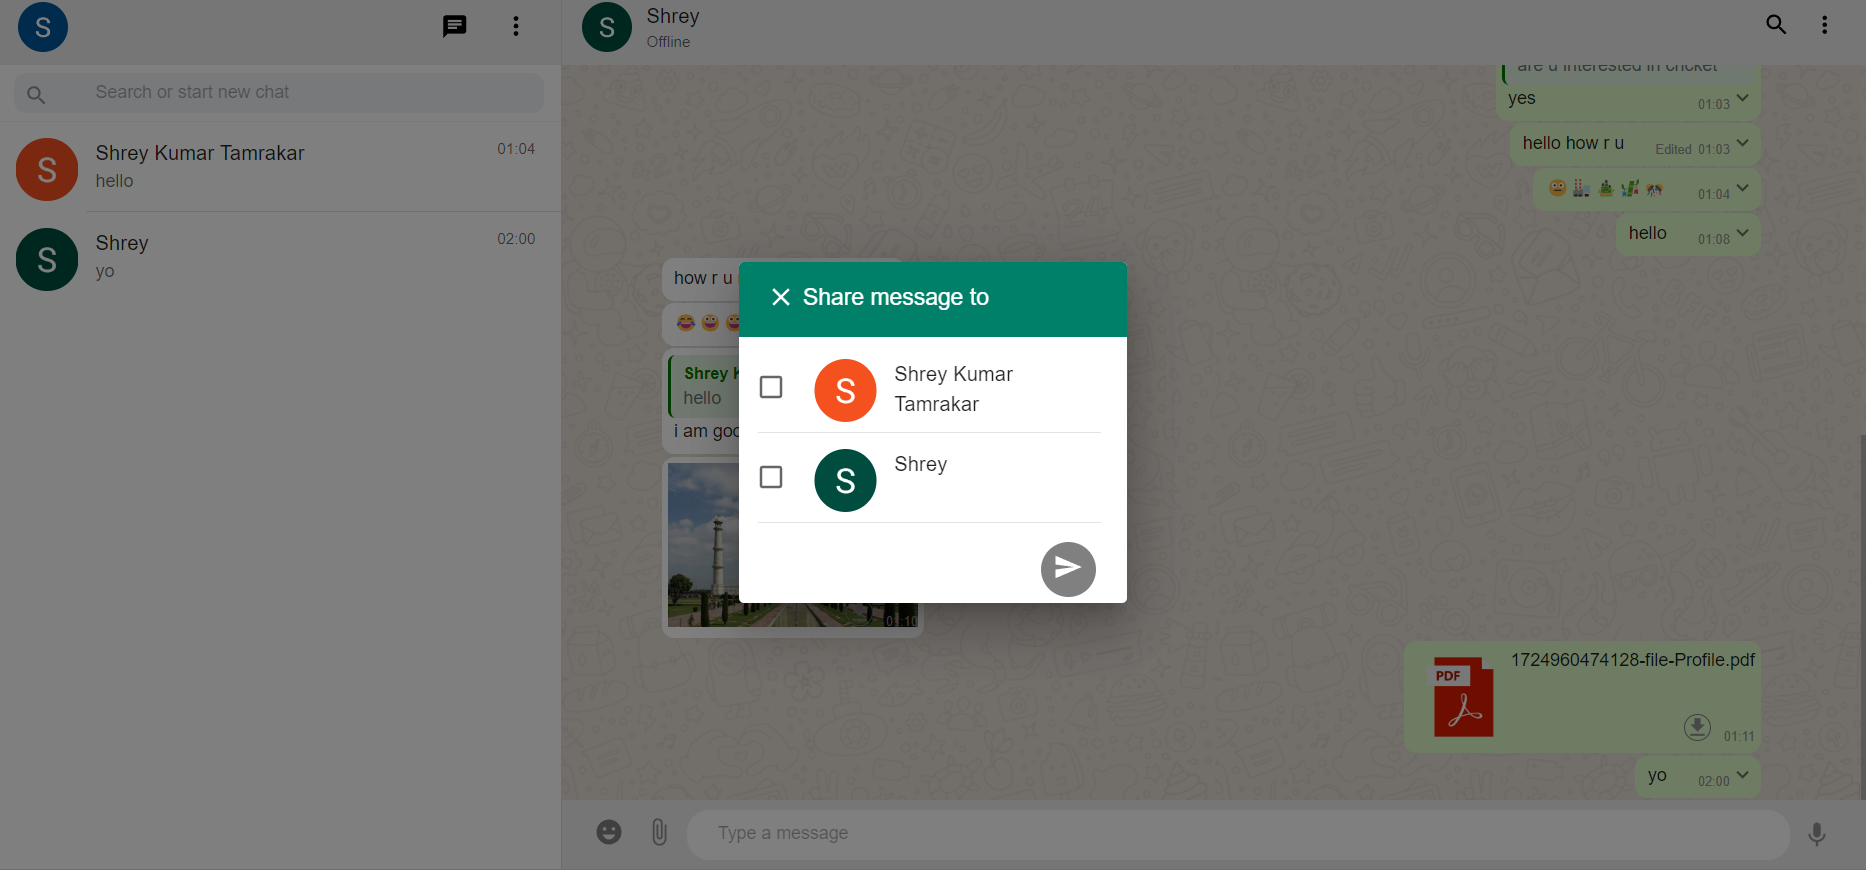 S
S
Shrey
Offline
Search or start new chat
S
Shrey Kumar Tamrakar
01:04
hello
S
Shrey
02:00
yo
are u interested in cricket
yes
01:03
hello how r u
Edited 01:03
01:04
hello
01:08
how r u
Shrey
hello
i am
01:10
Share message to
S
Shrey Kumar
Tamrakar
S
Shrey
PDF
1724960474128-file-Profile.pdf
01:11
yo
02:00
Type a message